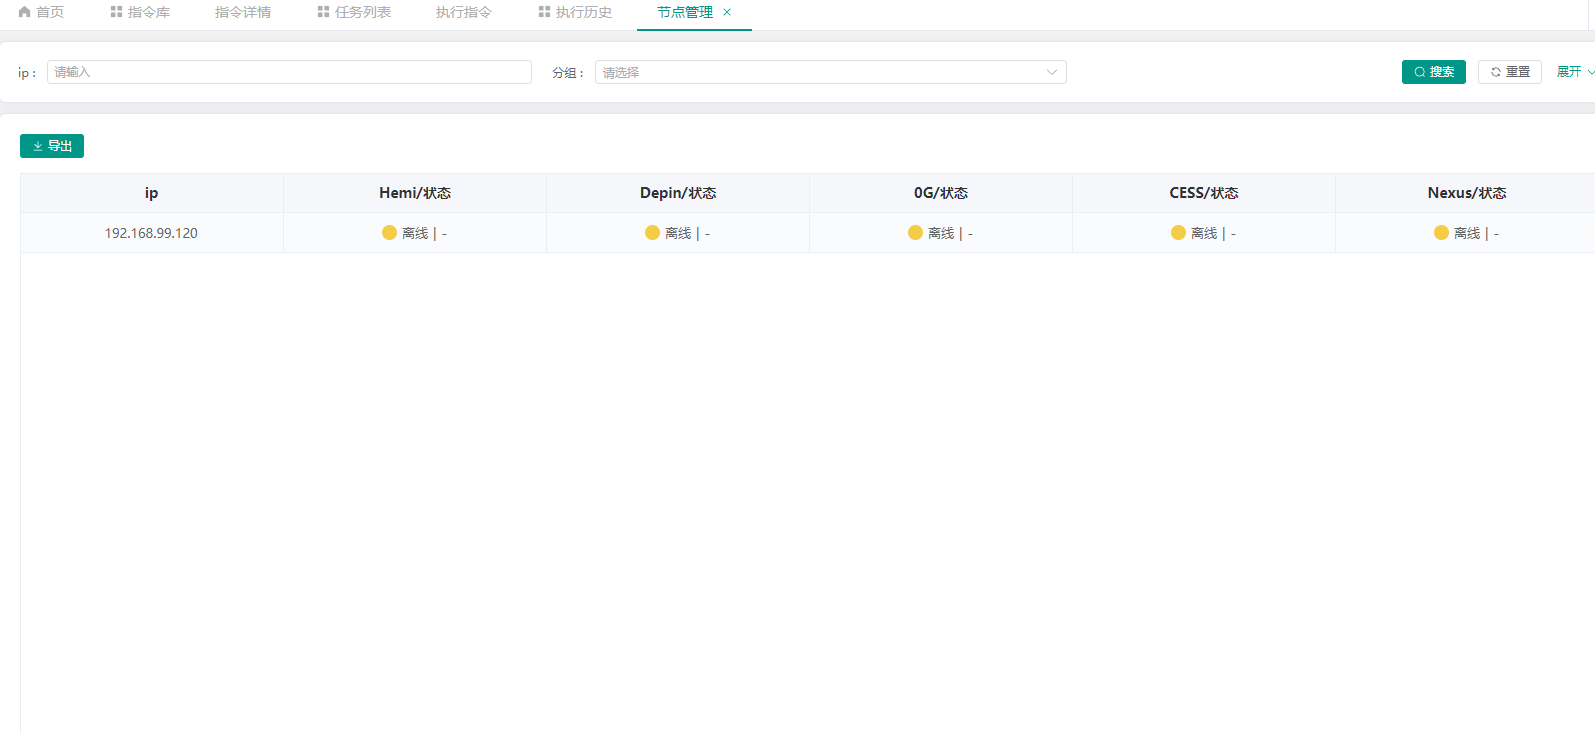 首页 指令库 指令详情 任务列表 执行指令 执行历史 节点管理 ×
ip : 请输入 分组 : 请选择 搜索 重置 展开
导出
ip Hemi/状态 Depin/状态 0G/状态 CESS/状态 Nexus/状态
192.168.99.120 离线 | - 离线 | - 离线 | - 离线 | - 离线 | -